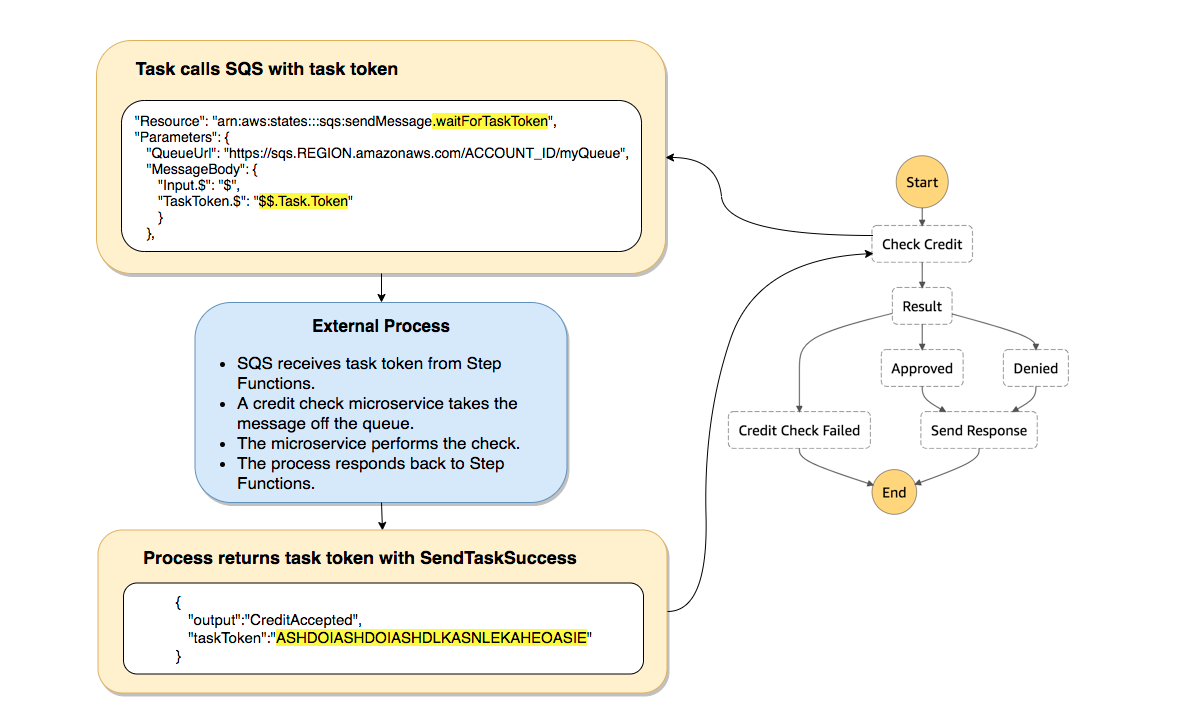 Task calls SQS with task token
"Resource": "arn:aws:states:::sqs:sendMessage.waitForTaskToken",
"Parameters": {
"QueueUrl": "https://sqs.REGION.amazonaws.com/ACCOUNT_ID/myQueue",
"MessageBody": {
"Input.$": "$",
"TaskToken.$": "$$.Task.Token"
}
},
External Process
• SQS receives task token from Step
Functions.
• A credit check microservice takes the
message off the queue.
• The microservice performs the check.
• The process responds back to Step
Functions.
Process returns task token with SendTaskSuccess
{
"output":"CreditAccepted",
"taskToken":"ASHDOIASHDOIASHDLKASNLEKAHEOASIE"
}
Start
Check Credit
Result
Approved
Denied
Credit Check Failed
Send Response
End